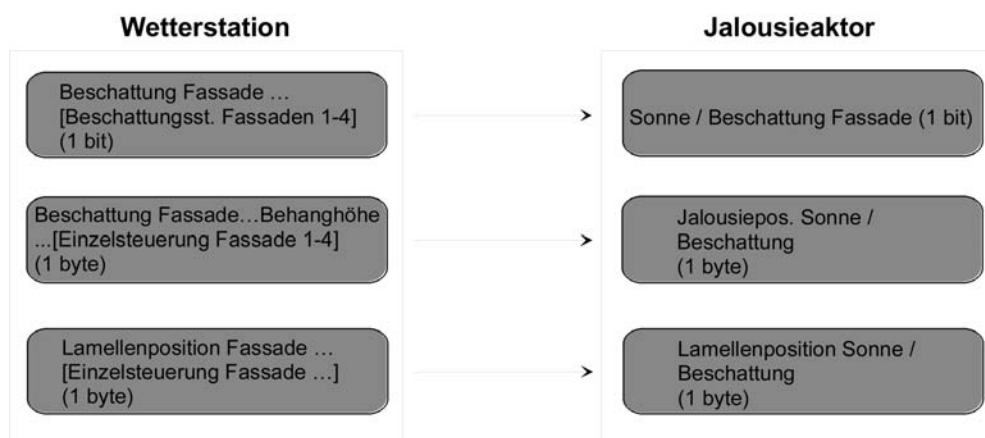 Wetterstation
Beschattung Fassade …
[Beschattungsst. Fassaden 1-4]
(1 bit)
Beschattung Fassade…Behanghöhe
...[Einzelsteuerung Fassade 1-4]
(1 byte)
Lamellenposition Fassade …
[Einzelsteuerung Fassade …]
(1 byte)
Jalousieaktor
Sonne / Beschattung Fassade (1 bit)
Jalousiepos. Sonne /
Beschattung
(1 byte)
Lamellenposition Sonne /
Beschattung
(1 byte)